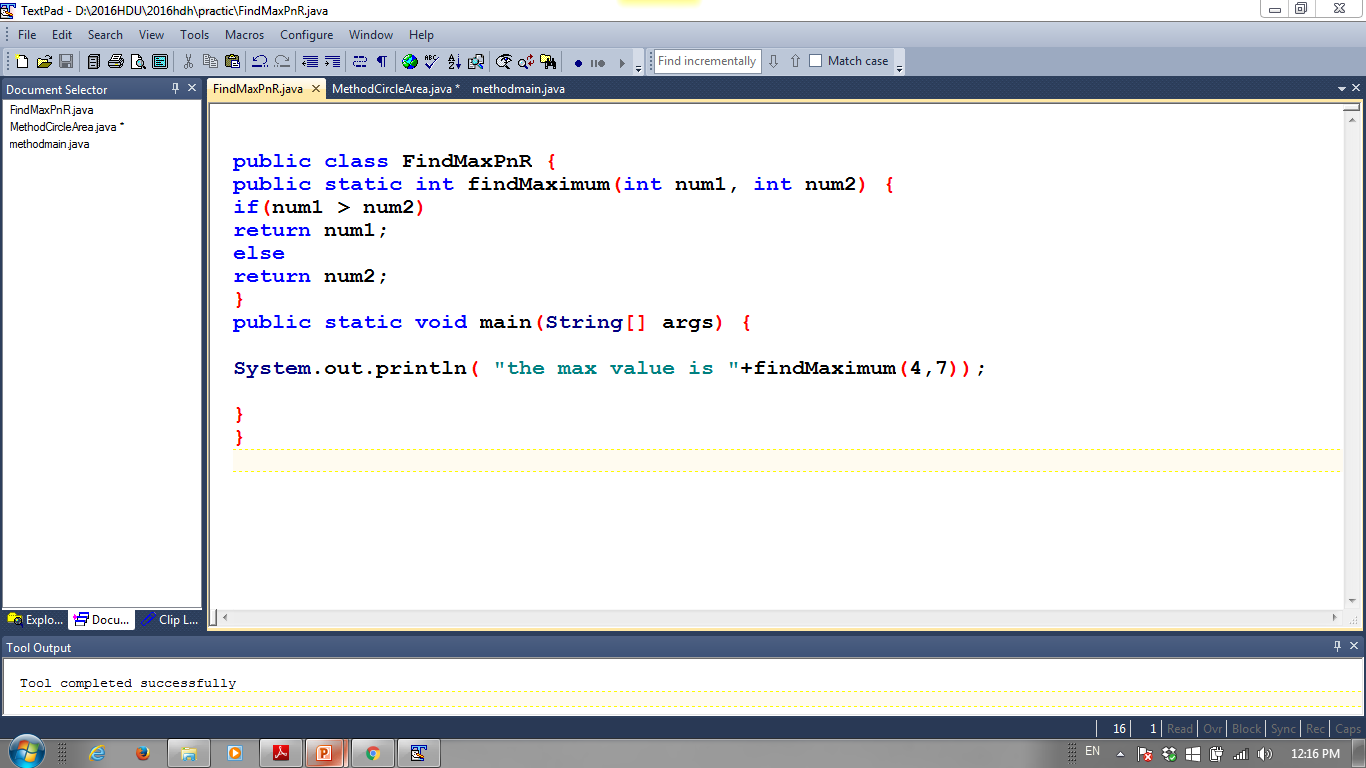 TextPad - D:\2016HDU\2016hdh\practic\FindMaxPnR.java
File Edit Search View Tools Macros Configure Window Help
Find incrementally Match case
Document Selector
FindMaxPnR.java
MethodCircleArea.java *
methodmain.java
FindMaxPnR.java MethodCircleArea.java * methodmain.java
public class FindMaxPnR {
public static int findMaximum(int num1, int num2) {
if(num1 > num2)
return num1;
else
return num2;
}
public static void main(String[] args) {
System.out.println( "the max value is "+findMaximum(4,7));
}
}
Explo... Docu... Clip L...
Tool Output
Tool completed successfully
16 1 Read Ovr Block Sync Rec Caps
EN 12:16 PM